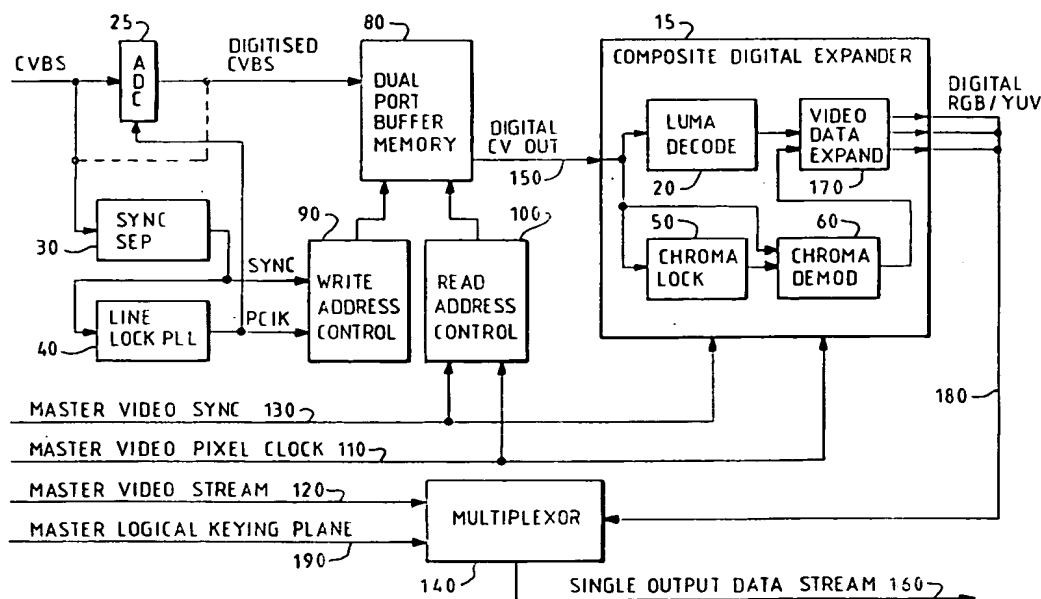 25
80
15
CVBS
ADC
DIGITISED
CVBS
DUAL
PORT
BUFFER
MEMORY
COMPOSITE DIGITAL EXPANDER
DIGITAL
RGB/YUV
LUMA
DECODE
VIDEO
DATA
EXPAND
DIGITAL
CV OUT
150
20
170
SYNC
SEP
30
90
100
50
60
CHROMA
LOCK
CHROMA
DEMOD
SYNC
WRITE
ADDRESS
CONTROL
READ
ADDRESS
CONTROL
LINE
LOCK PLL
40
PClK
180
MASTER VIDEO SYNC 130
MASTER VIDEO PIXEL CLOCK 110
MASTER VIDEO STREAM 120
MULTIPLEXOR
MASTER LOGICAL KEYING PLANE
190
140
SINGLE OUTPUT DATA STREAM 160